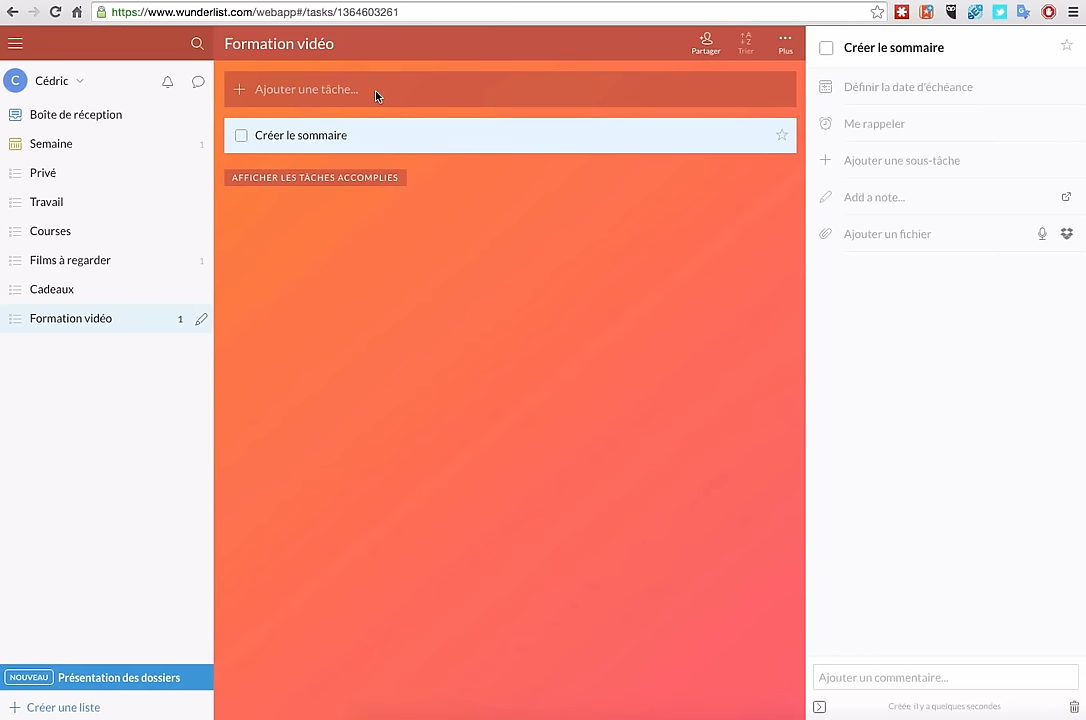 https://www.wunderlist.com/webapp#/tasks/1364603261
C Cédric
Boîte de réception
Semaine 1
Privé
Travail
Courses
Films à regarder 1
Cadeaux
Formation vidéo 1
NOUVEAU Présentation des dossiers
Créer une liste
Formation vidéo
Partager
Trier
Plus
Ajouter une tâche...
Créer le sommaire
AFFICHER LES TÂCHES ACCOMPLIES
Créer le sommaire
Définir la date d'échéance
Me rappeler
Ajouter une sous-tâche
Add a note...
Ajouter un fichier
Ajouter un commentaire...
Créée il y a quelques secondes